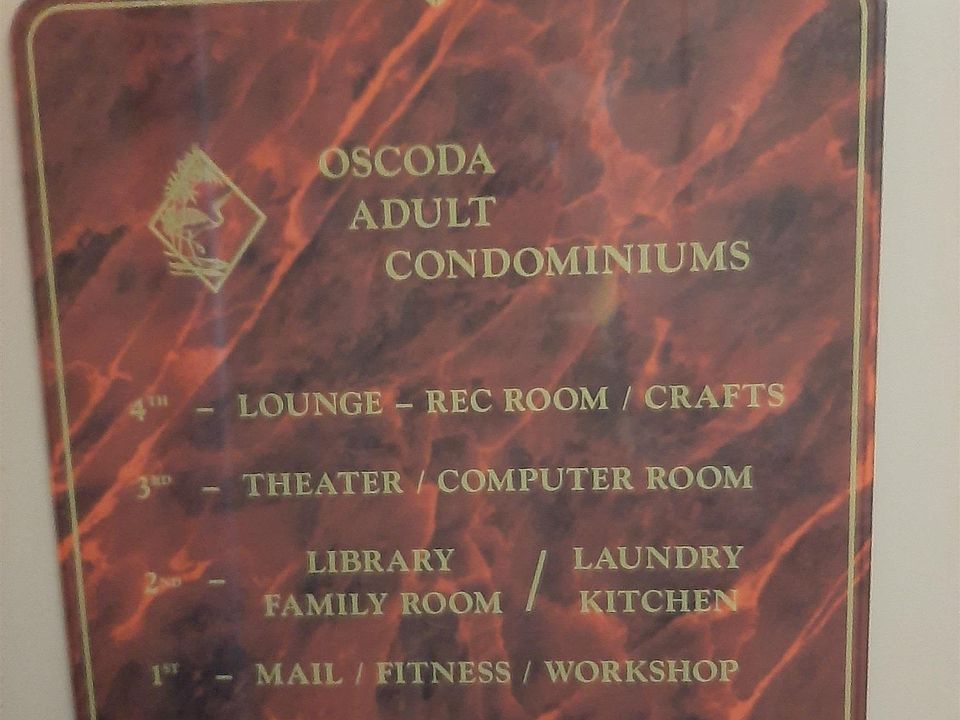 OSCODA
ADULT
CONDOMINIUMS
4TH – LOUNGE – REC ROOM / CRAFTS
3RD – THEATER / COMPUTER ROOM
2ND – LIBRARY FAMILY ROOM / LAUNDRY KITCHEN
1ST – MAIL / FITNESS / WORKSHOP